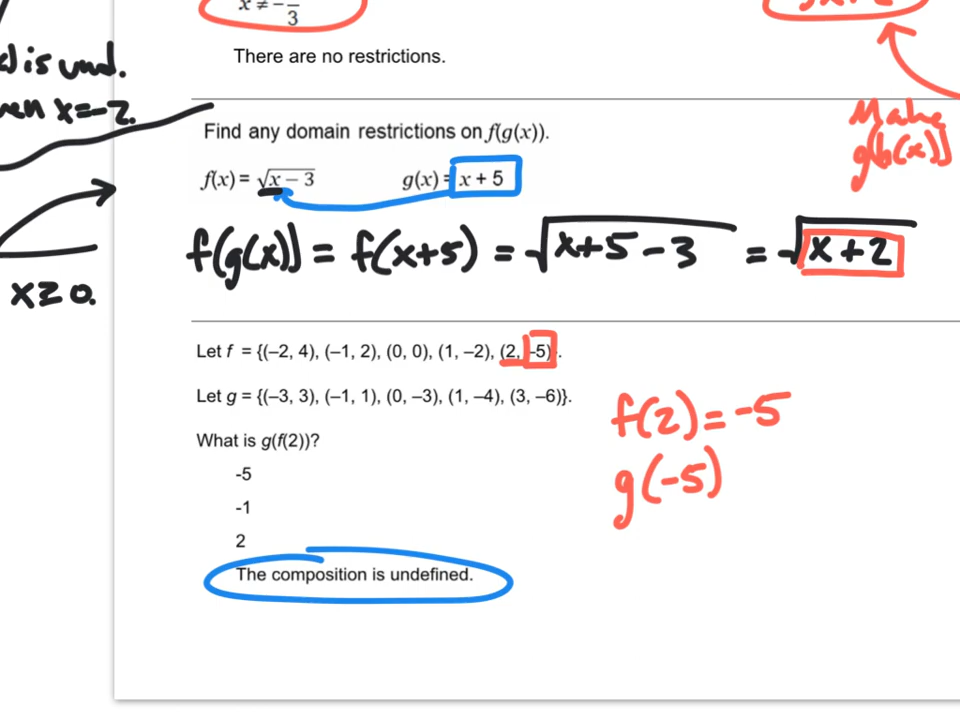 x ≠ - _
3
There are no restrictions.
is und.
x=-2.
Find any domain restrictions on f(g(x)).
Make
g(b(x))
f(x) = √x – 3 g(x) = x + 5
f(g(x)) = f(x+5) = √x+5-3 = √x+2
x≥0.
Let f = {(–2, 4), (–1, 2), (0, 0), (1, –2), (2, -5)}.
Let g = {(–3, 3), (–1, 1), (0, –3), (1, –4), (3, –6)}.
f(2)=-5
What is g(f(2))?
g(-5)
-5
-1
2
The composition is undefined.